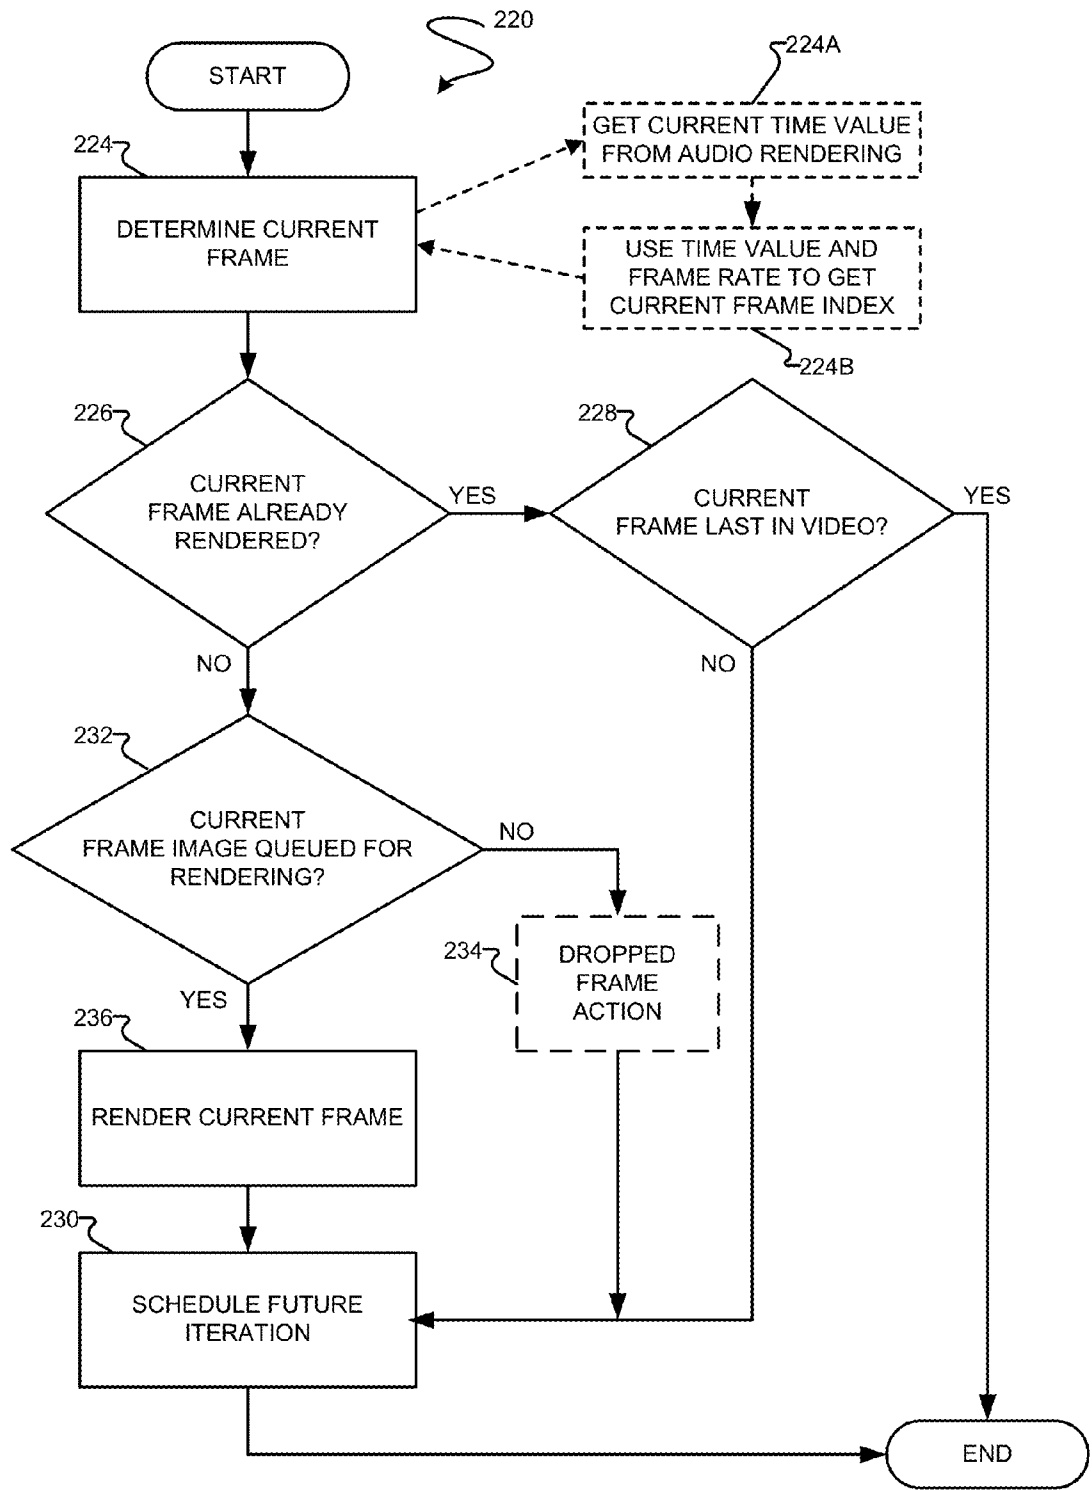 220
START
224A
GET CURRENT TIME VALUE
FROM AUDIO RENDERING
224
DETERMINE CURRENT
FRAME
USE TIME VALUE AND
FRAME RATE TO GET
CURRENT FRAME INDEX
224B
226
CURRENT
FRAME ALREADY
RENDERED?
YES
228
CURRENT
FRAME LAST IN VIDEO?
YES
NO
NO
232
CURRENT
FRAME IMAGE QUEUED FOR
RENDERING?
NO
234
DROPPED
FRAME
ACTION
YES
236
RENDER CURRENT FRAME
230
SCHEDULE FUTURE
ITERATION
END